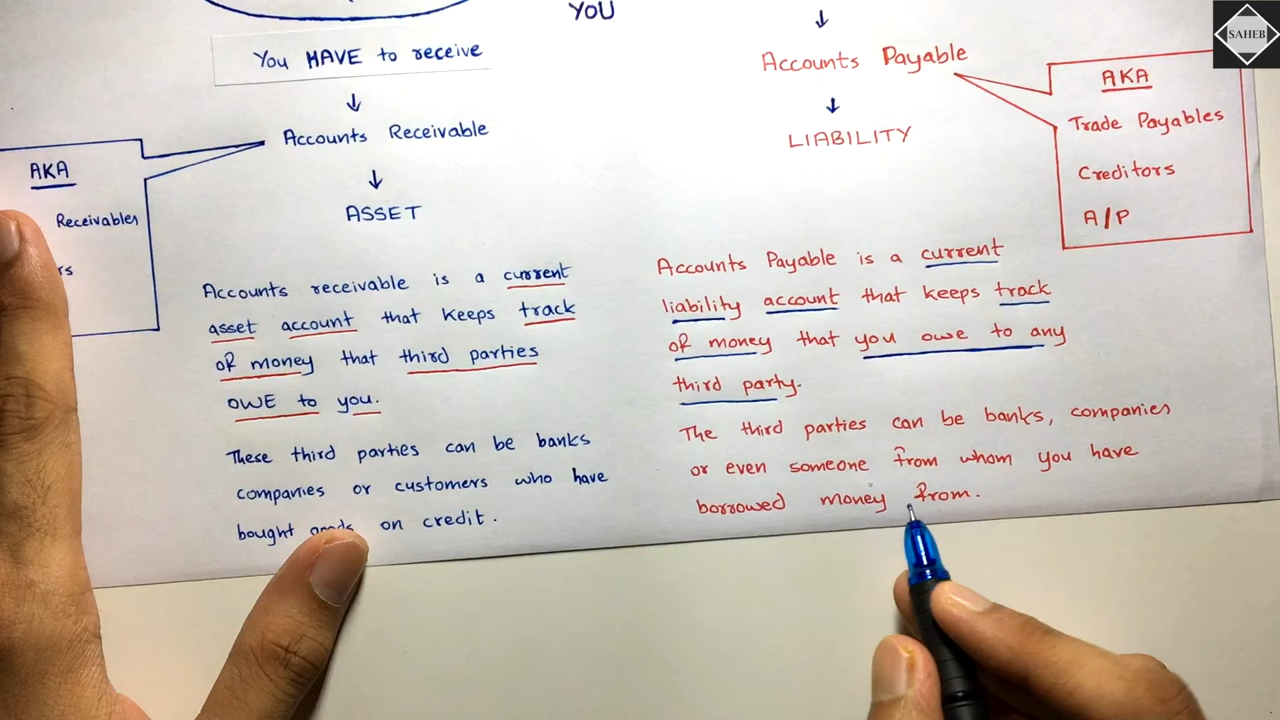 YOU
You HAVE to receive
Accounts Receivable
ASSET
AKA
Receivables
rs
Accounts receivable is a current
asset account that keeps track
of money that third parties
OWE to you.
These third parties can be banks
companies or customers who have
bought goods on credit.
Accounts Payable
LIABILITY
AKA
Trade Payables
Creditors
A/P
Accounts Payable is a current
liability account that keeps track
of money that you owe to any
third party.
The third parties can be banks, companies
or even someone from whom you have
borrowed money from.
SAHEB